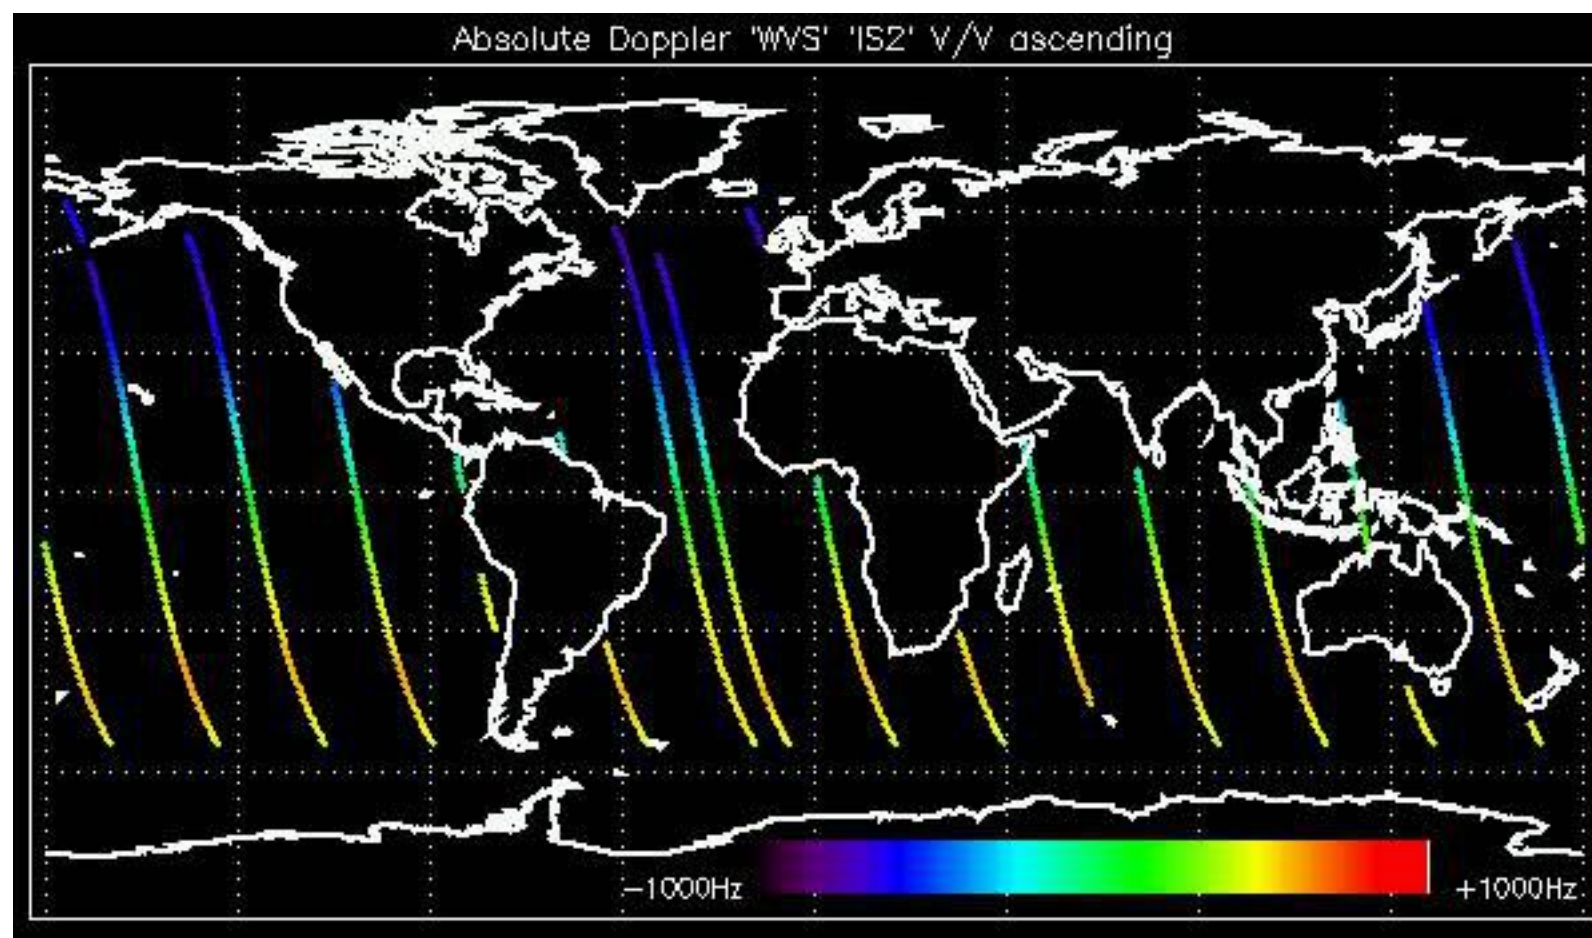 Absolute Doppler 'WVS' 'IS2' V/V ascending
-1000Hz
+1000Hz